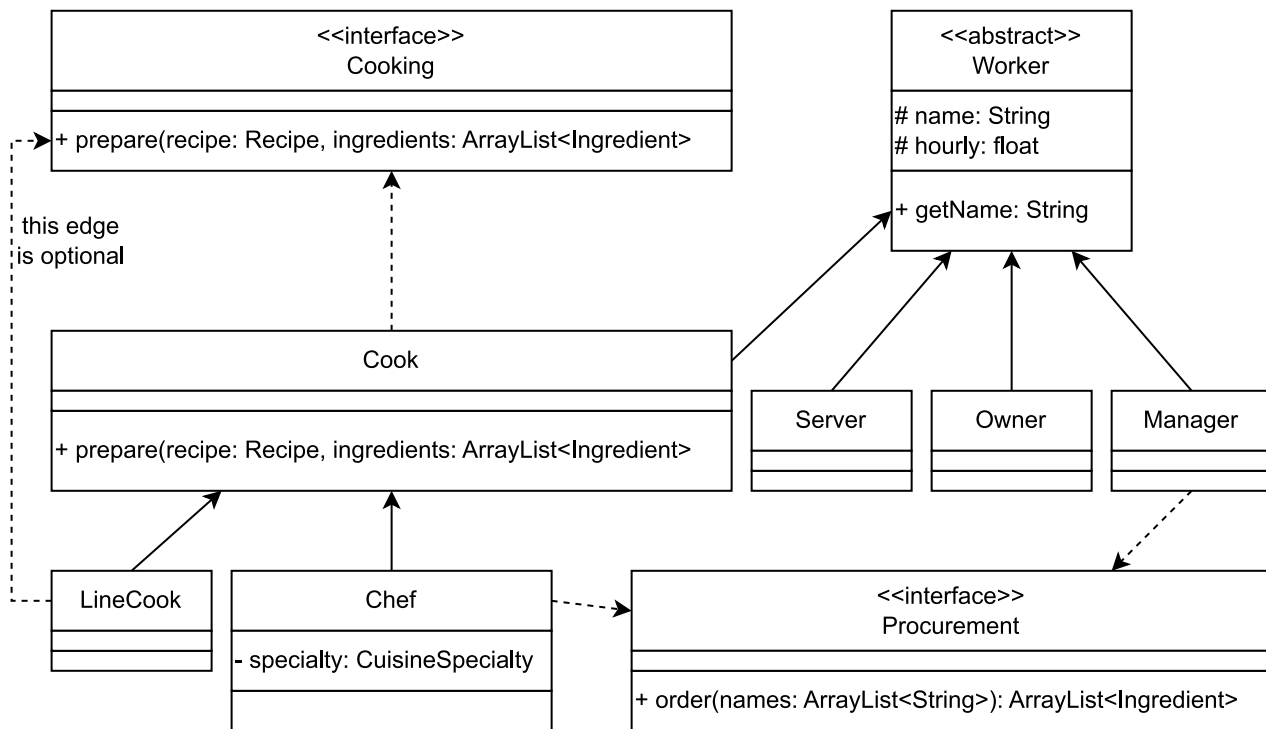 <<interface>>
Cooking
+ prepare(recipe: Recipe, ingredients: ArrayList<Ingredient>
<<abstract>>
Worker
# name: String
# hourly: float
+ getName: String
this edge
is optional
Cook
+ prepare(recipe: Recipe, ingredients: ArrayList<Ingredient>
Server
Owner
Manager
LineCook
Chef
- specialty: CuisineSpecialty
<<interface>>
Procurement
+ order(names: ArrayList<String>): ArrayList<Ingredient>